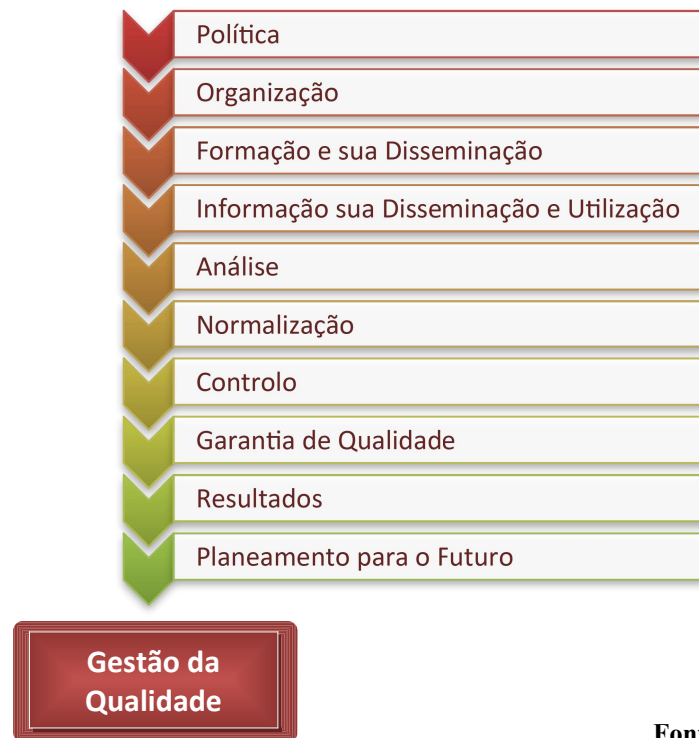 Política
Organização
Formação e sua Disseminação
Informação sua Disseminação e Utilização
Análise
Normalização
Controlo
Garantia de Qualidade
Resultados
Planeamento para o Futuro
Gestão da
Qualidade